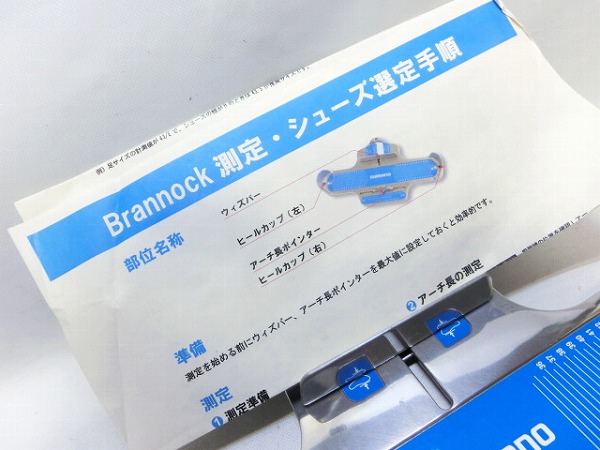 Brannock 測定・シューズ選定手順
部位名称
ウィズバー
ヒールカップ(左)
アーチ長ポインター
ヒールカップ(右)
準備
測定を始める前にウィズバー、アーチ長ポインターを最大値に設定しておくと効率的です。
測定
❶ 測定準備
❷ アーチ長の測定